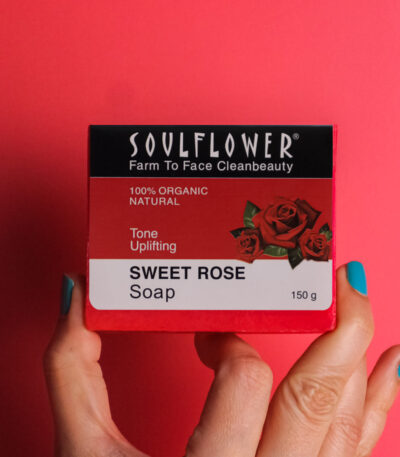 SOULFLOWER®
Farm To Face Cleanbeauty
100% ORGANIC
NATURAL
Tone
Uplifting
SWEET ROSE
Soap
150 g